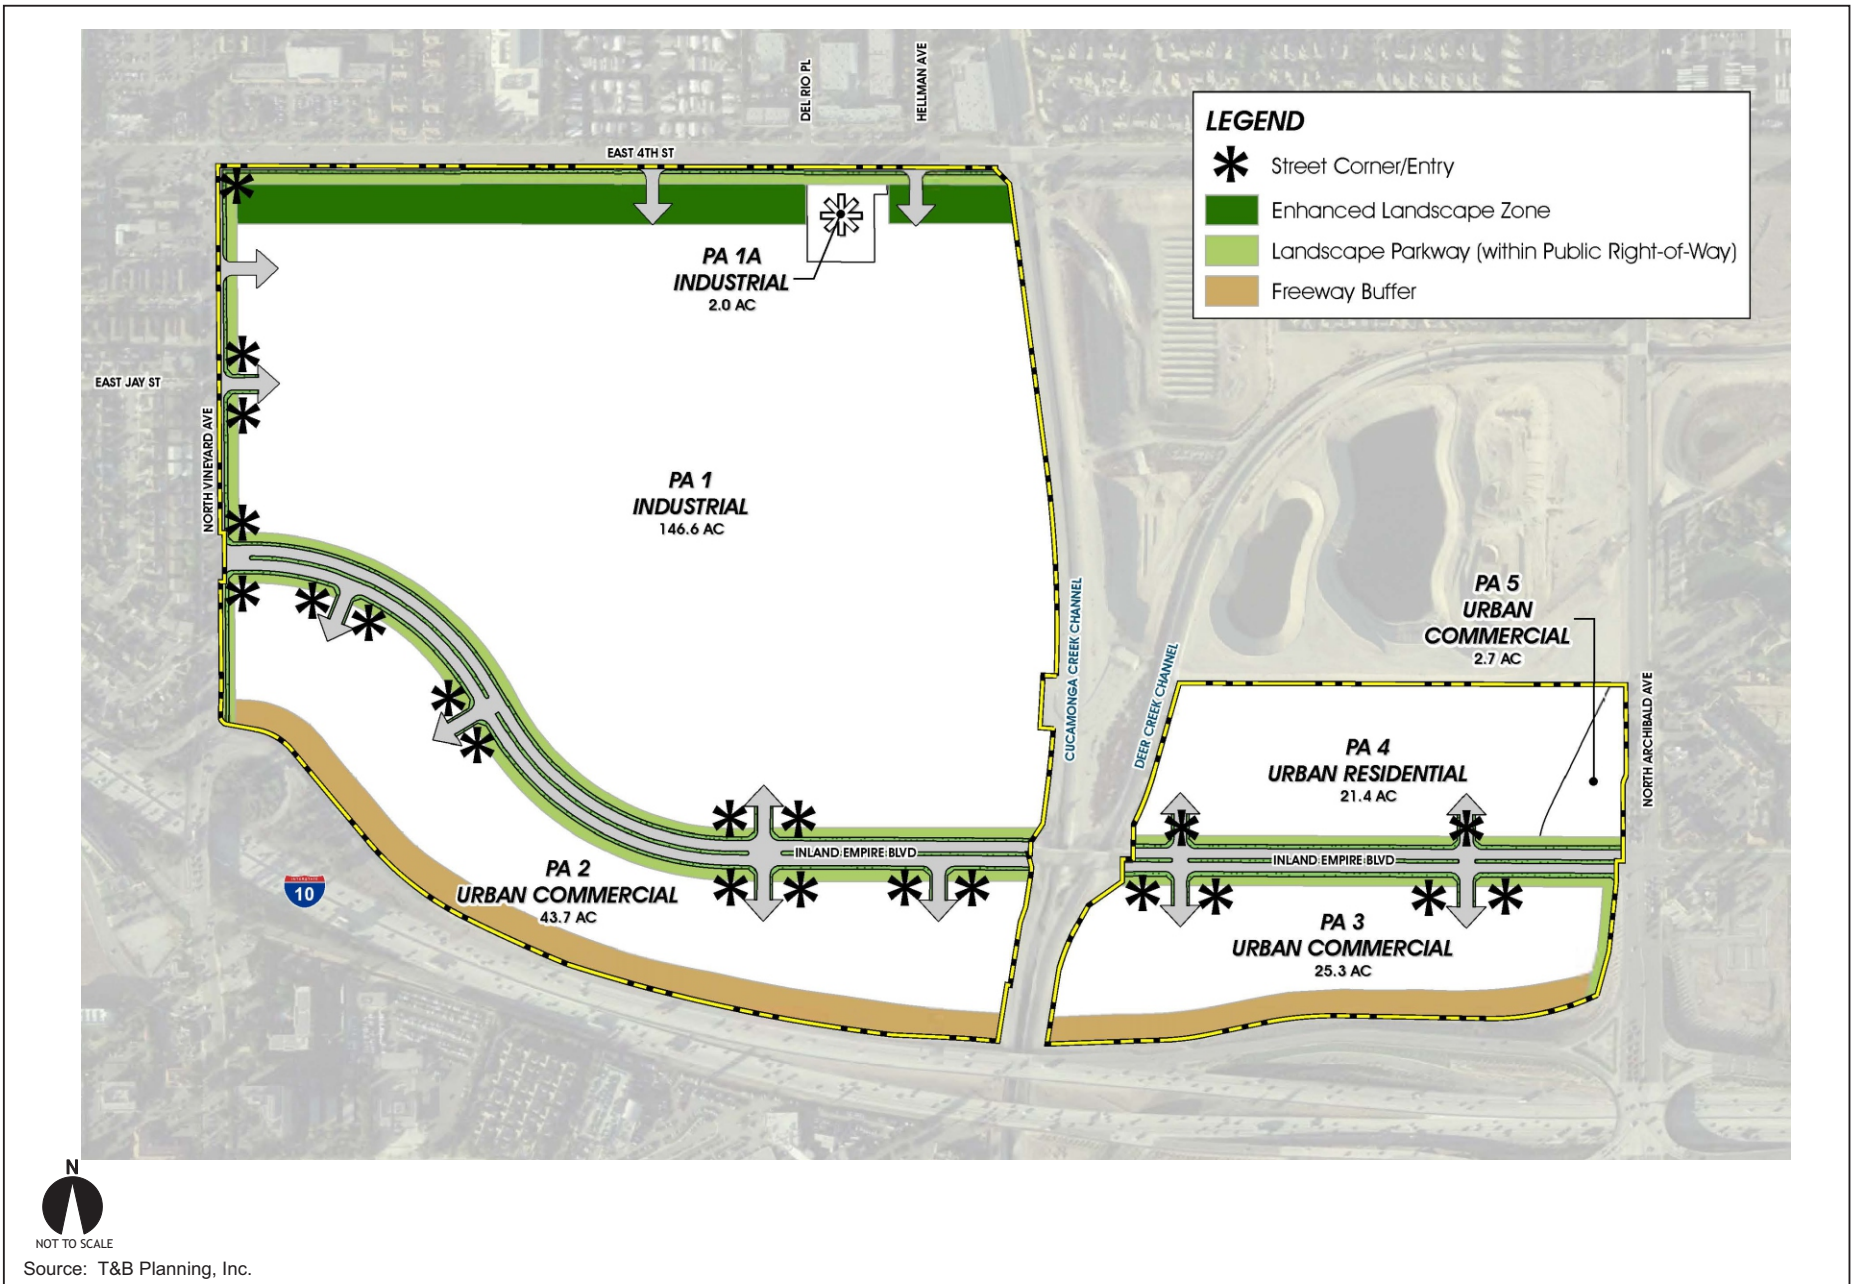 DEL RIO PL
HELLMAN AVE
EAST 4TH ST
LEGEND
Street Corner/Entry
Enhanced Landscape Zone
Landscape Parkway (within Public Right-of-Way)
Freeway Buffer
PA 1A
INDUSTRIAL
2.0 AC
EAST JAY ST
NORTH VINEYARD AVE
PA 1
INDUSTRIAL
146.6 AC
CUCAMONGA CREEK CHANNEL
DEER CREEK CHANNEL
PA 5
URBAN
COMMERCIAL
2.7 AC
NORTH ARCHIBALD AVE
PA 4
URBAN RESIDENTIAL
21.4 AC
INLAND EMPIRE BLVD
INLAND EMPIRE BLVD
PA 2
URBAN COMMERCIAL
43.7 AC
INTERSTATE
10
PA 3
URBAN COMMERCIAL
25.3 AC
N
NOT TO SCALE
Source: T&B Planning, Inc.